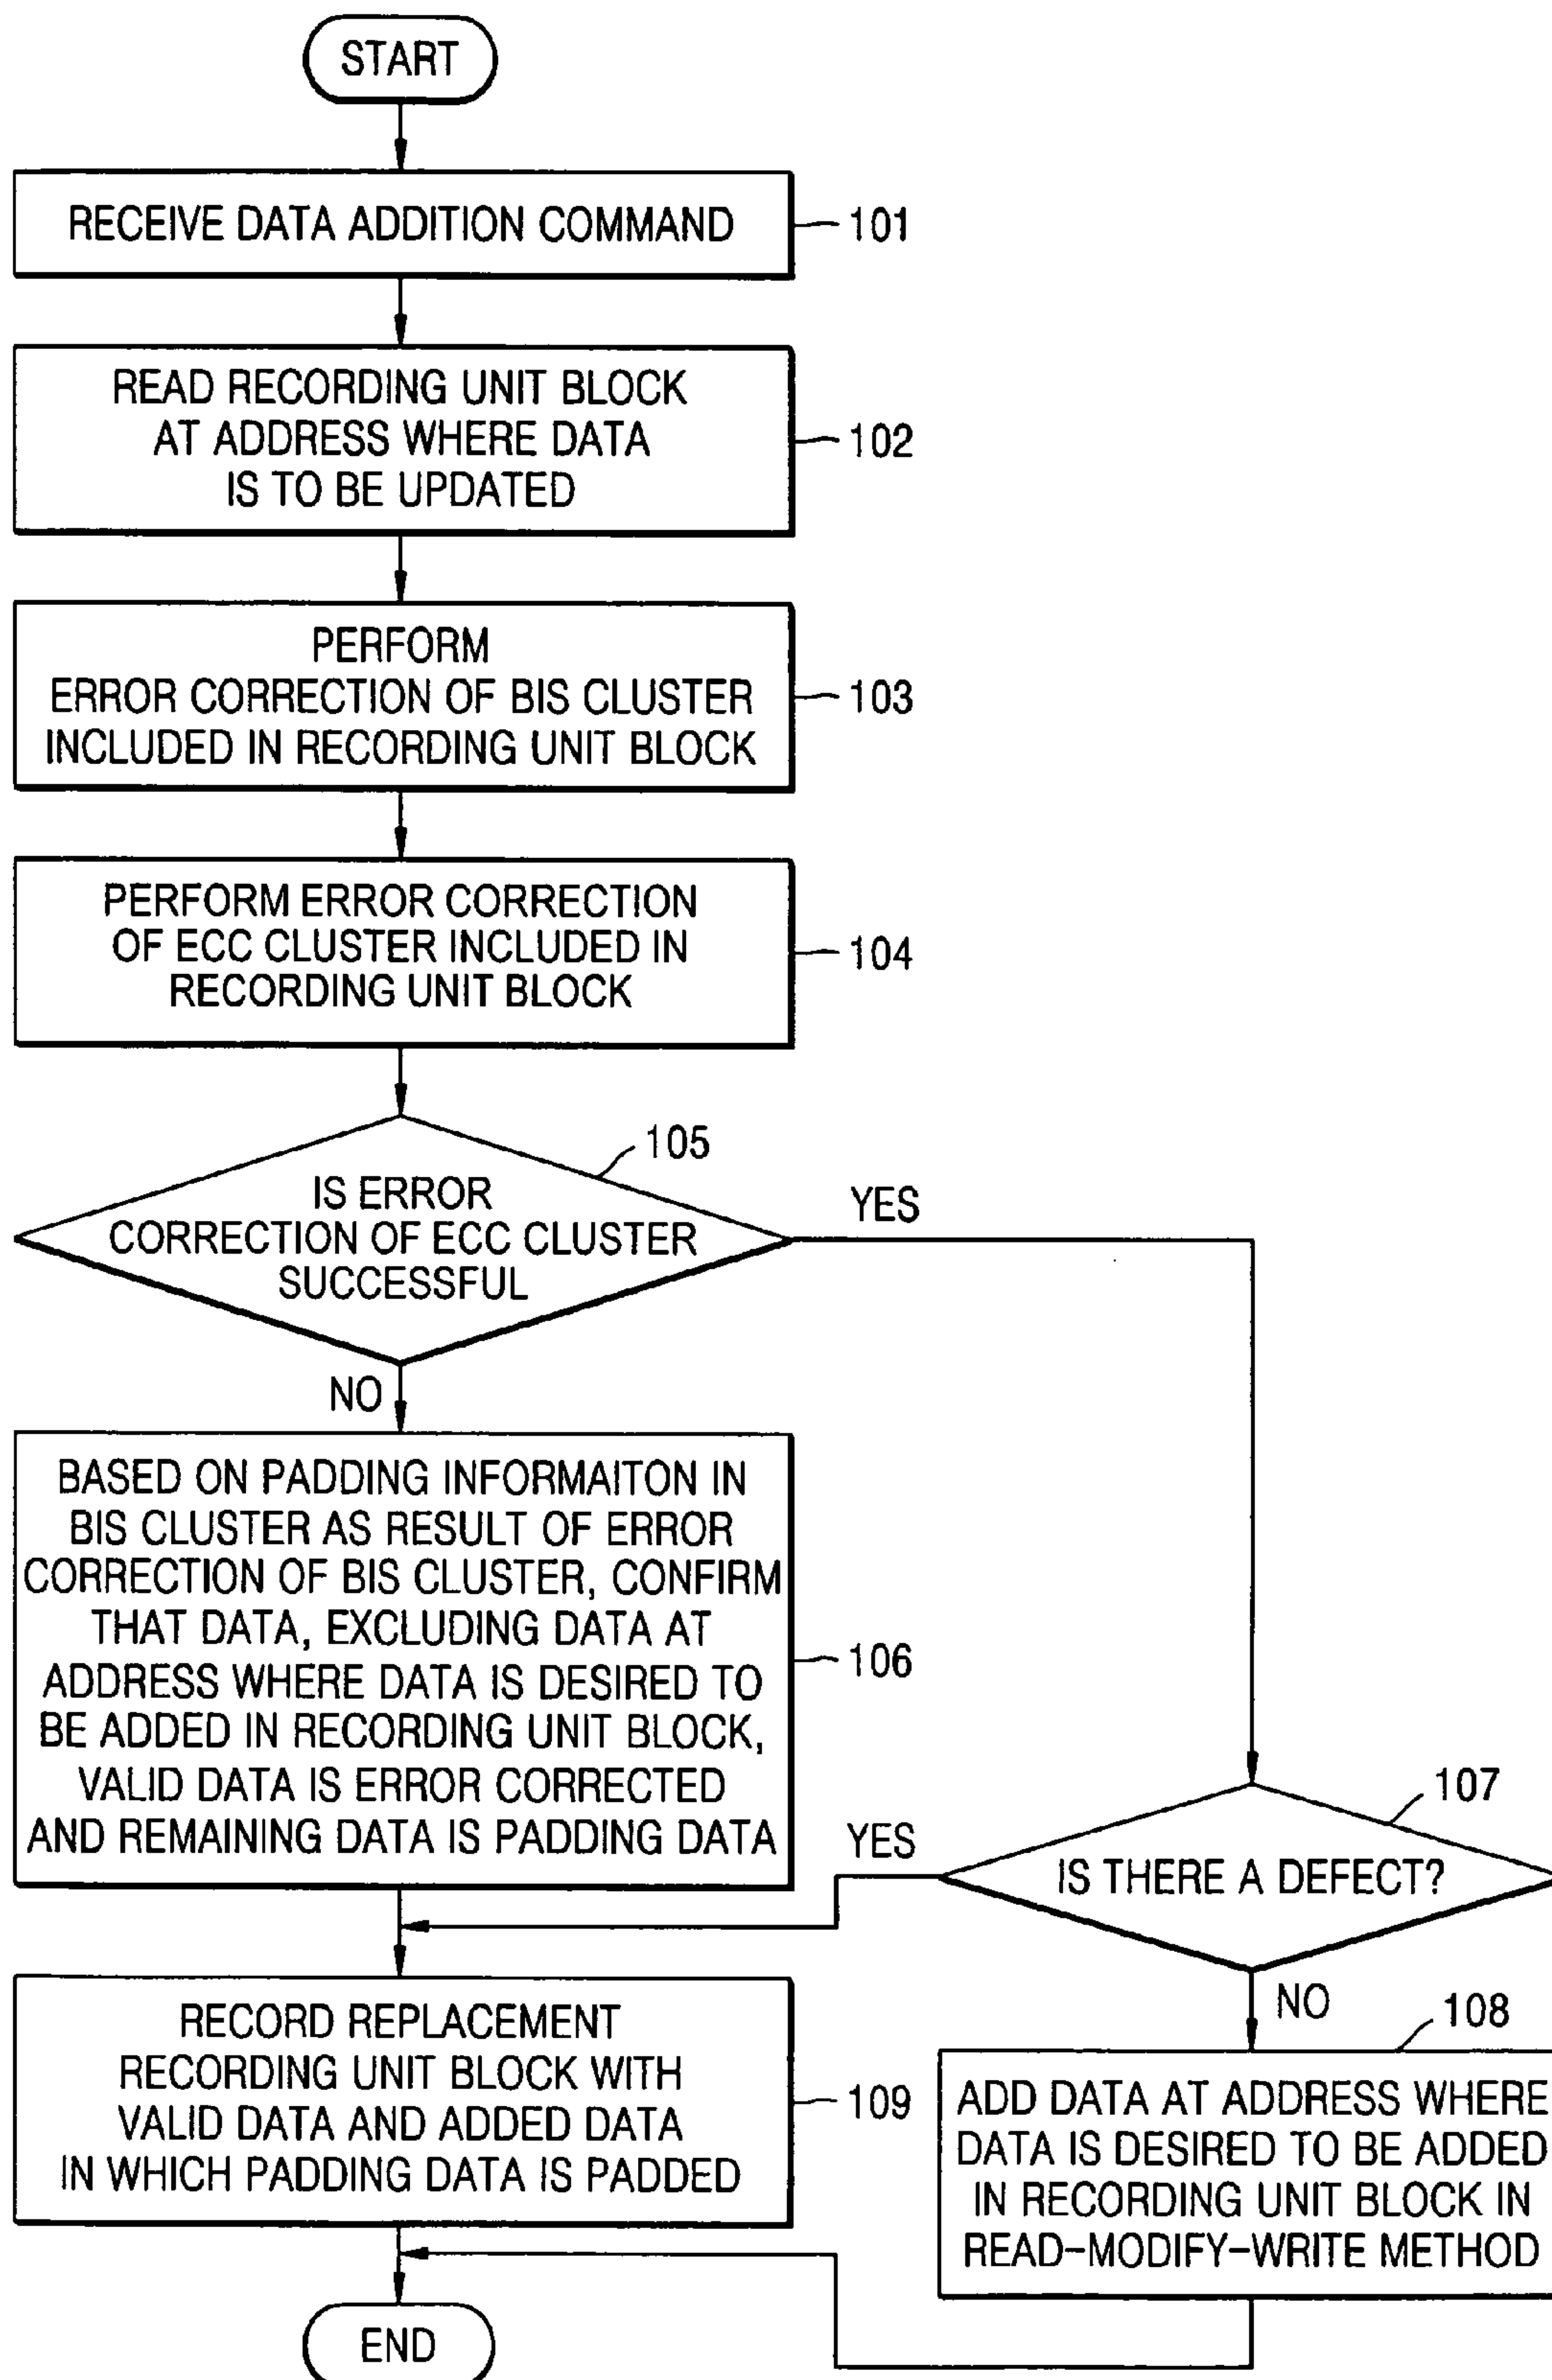 START
RECEIVE DATA ADDITION COMMAND
101
READ RECORDING UNIT BLOCK
AT ADDRESS WHERE DATA
IS TO BE UPDATED
102
PERFORM
ERROR CORRECTION OF BIS CLUSTER
INCLUDED IN RECORDING UNIT BLOCK
103
PERFORM ERROR CORRECTION
OF ECC CLUSTER INCLUDED IN
RECORDING UNIT BLOCK
104
105
IS ERROR
CORRECTION OF ECC CLUSTER
SUCCESSFUL
YES
NO
BASED ON PADDING INFORMAITON IN
BIS CLUSTER AS RESULT OF ERROR
CORRECTION OF BIS CLUSTER, CONFIRM
THAT DATA, EXCLUDING DATA AT
ADDRESS WHERE DATA IS DESIRED TO
BE ADDED IN RECORDING UNIT BLOCK,
VALID DATA IS ERROR CORRECTED
AND REMAINING DATA IS PADDING DATA
106
107
YES
IS THERE A DEFECT?
NO
108
RECORD REPLACEMENT
RECORDING UNIT BLOCK WITH
VALID DATA AND ADDED DATA
IN WHICH PADDING DATA IS PADDED
109
ADD DATA AT ADDRESS WHERE
DATA IS DESIRED TO BE ADDED
IN RECORDING UNIT BLOCK IN
READ-MODIFY-WRITE METHOD
END